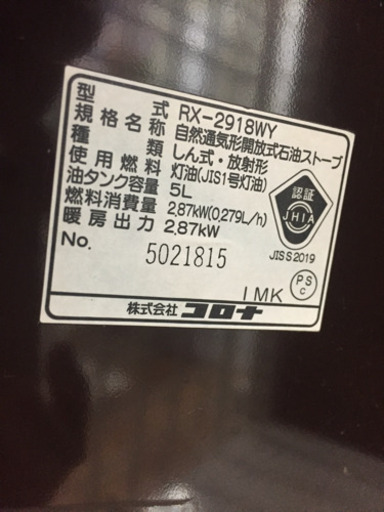 型式 RX-2918WY
規格名称 自然通気形開放式石油ストーブ
種類 しん式・放射形
使用燃料 灯油(JIS1号灯油)
油タンク容量 5L
燃料消費量 2.87kW(0.279L/h)
暖房出力 2.87kW
No. 5021815
認証
JHIA
JIS S 2019
IMK
PS
C
株式会社 コロナ